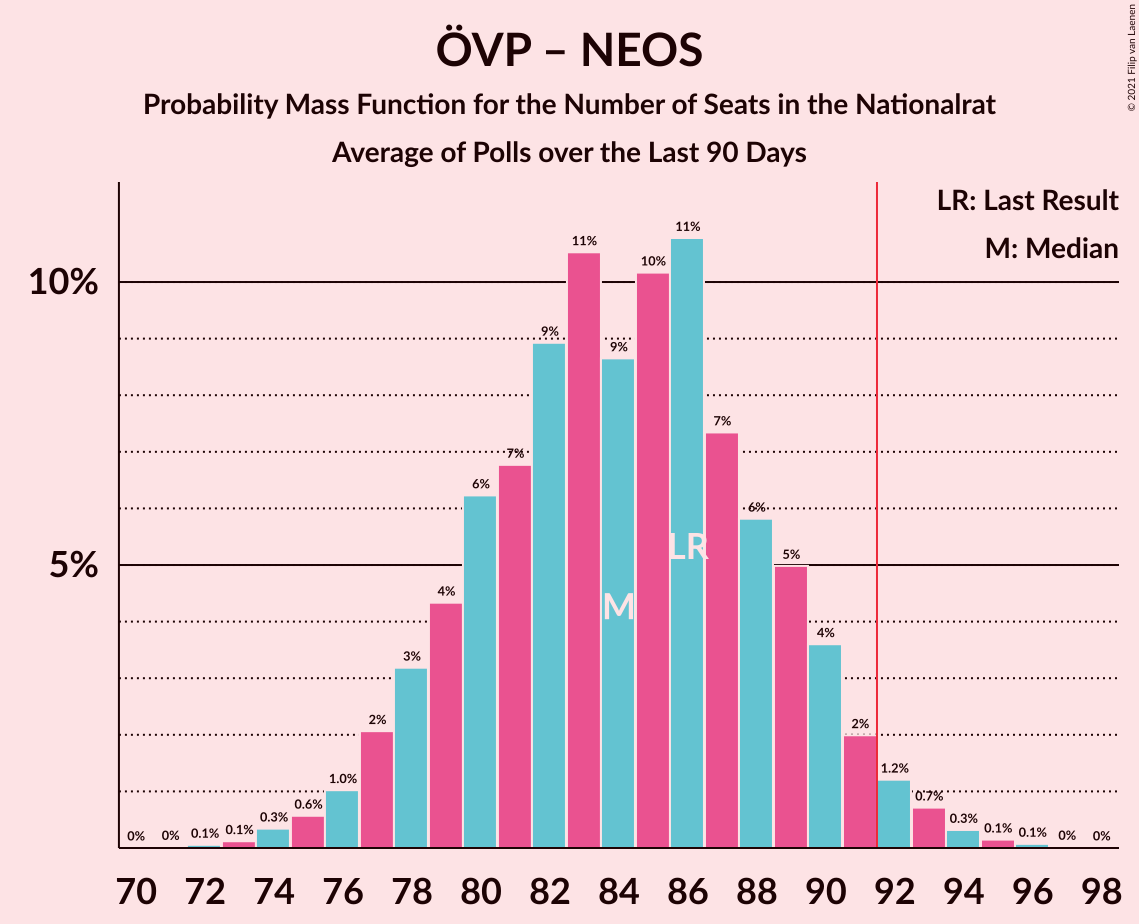 ÖVP – NEOS
Probability Mass Function for the Number of Seats in the Nationalrat
Average of Polls over the Last 90 Days
© 2021 Filip van Laenen
LR: Last Result
M: Median
10%
5%
0% 0% 0.1% 0.1% 0.3% 0.6% 1.0% 2% 3% 4% 6% 7% 9% 11% 9% 10% 11% 7% 6% 5% 4% 2% 1.2% 0.7% 0.3% 0.1% 0.1% 0% 0%
LR
M
70 72 74 76 78 80 82 84 86 88 90 92 94 96 98